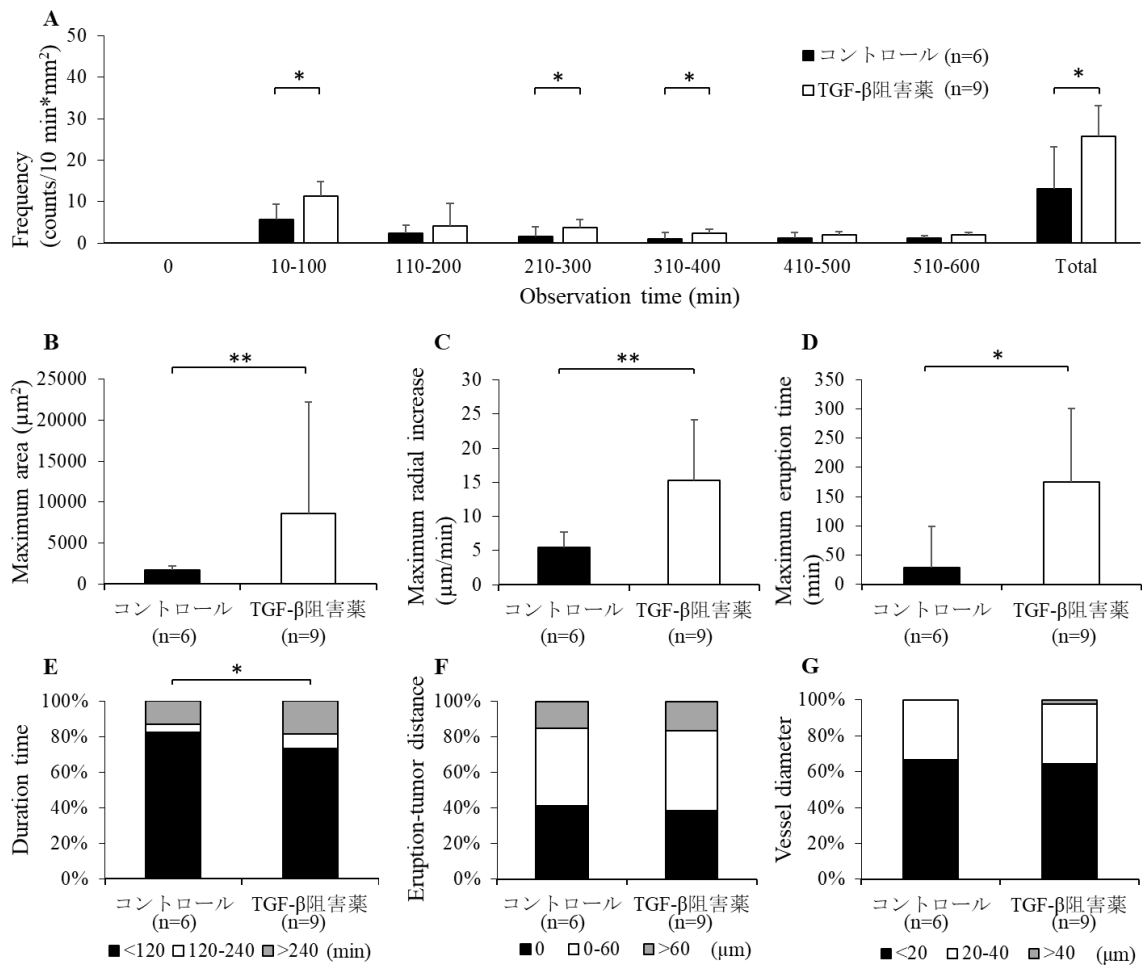 A
Frequency
(counts/10 min*mm²)
50
40
30
20
10
0
コントロール (n=6)
TGF-β阻害薬 (n=9)
*
*
*
*
0
10-100
110-200
210-300
310-400
410-500
510-600
Total
Observation time (min)
B
Maximum area (μm²)
25000
20000
15000
10000
5000
0
**
コントロール
(n=6)
TGF-β阻害薬
(n=9)
C
Maximum radial increase
(μm/min)
30
25
20
15
10
5
0
**
コントロール
(n=6)
TGF-β阻害薬
(n=9)
D
Maximum eruption time
(min)
350
300
250
200
150
100
50
0
*
コントロール
(n=6)
TGF-β阻害薬
(n=9)
E
Duration time
100%
80%
60%
40%
20%
0%
*
コントロール
(n=6)
TGF-β阻害薬
(n=9)
<120 120-240 >240 (min)
F
Eruption-tumor distance
100%
80%
60%
40%
20%
0%
コントロール
(n=6)
TGF-β阻害薬
(n=9)
0 0-60 >60 (μm)
G
Vessel diameter
100%
80%
60%
40%
20%
0%
コントロール
(n=6)
TGF-β阻害薬
(n=9)
<20 20-40 >40 (μm)